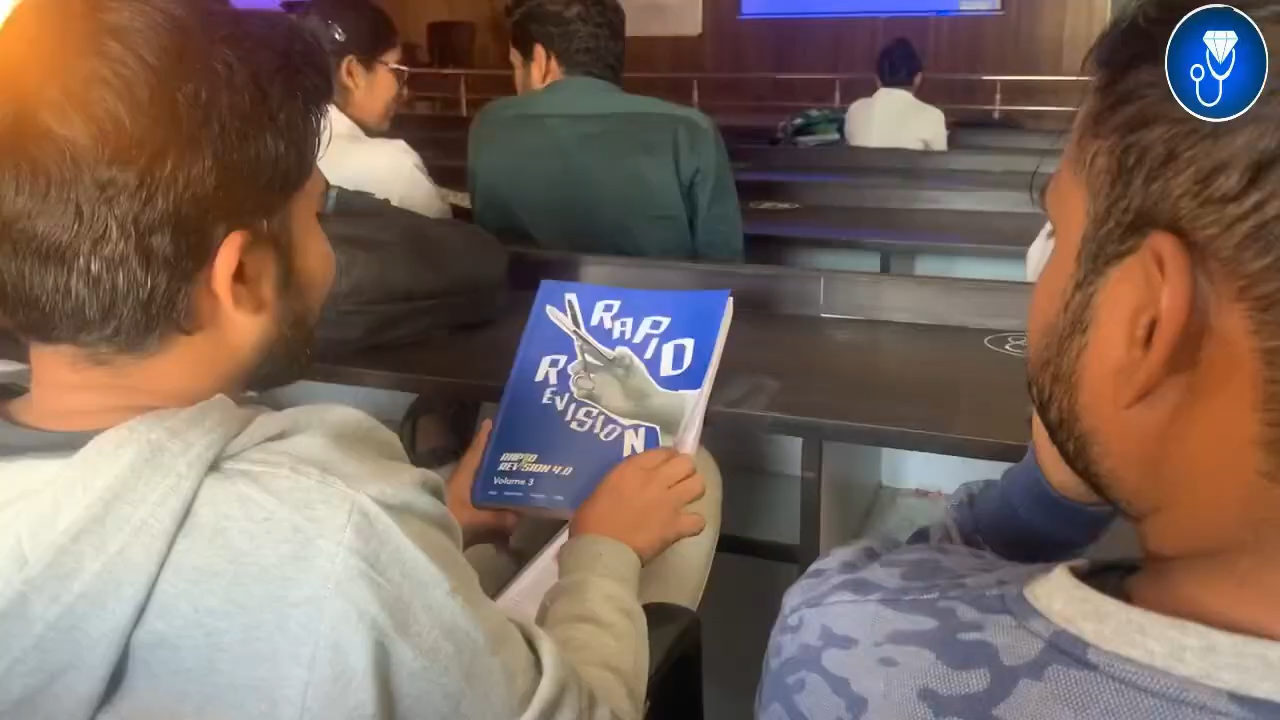 RAPID
REVISION
RAPID
REVISION 4.0
Volume 3